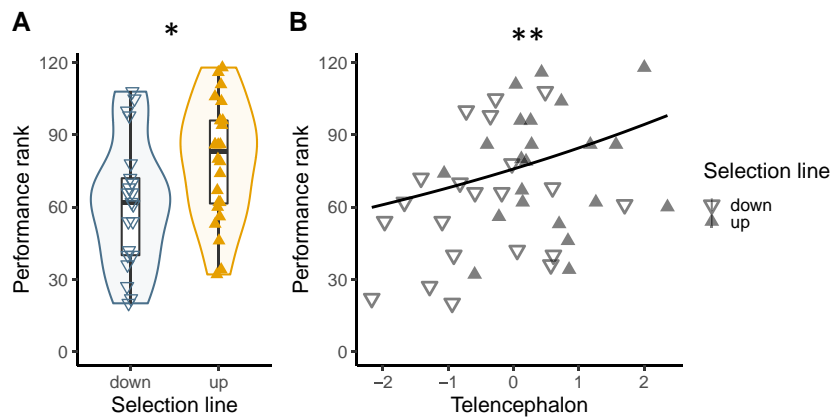 A
*
Performance rank
120
90
60
30
0
down
up
Selection line
B
**
Performance rank
120
90
60
30
0
−2
−1
0
1
2
Telencephalon
Selection line
down
up